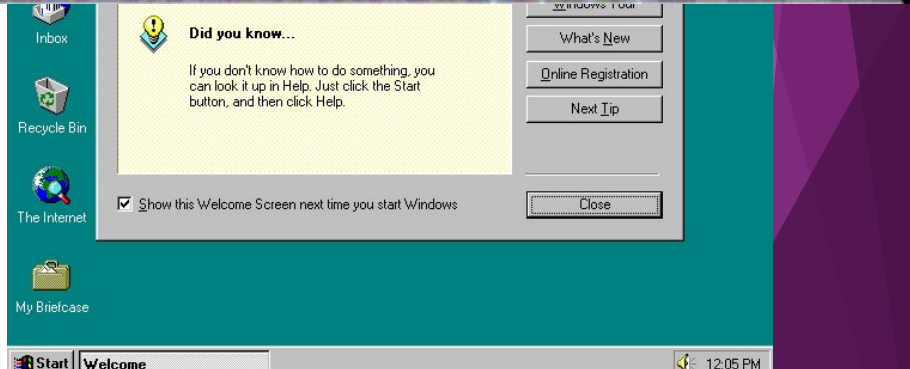 Windows Tour
Inbox
Did you know...
What's New
If you don't know how to do something, you
can look it up in Help. Just click the Start
button, and then click Help.
Online Registration
Next Tip
Recycle Bin
Show this Welcome Screen next time you start Windows
Close
The Internet
My Briefcase
Start
Welcome
12:05 PM